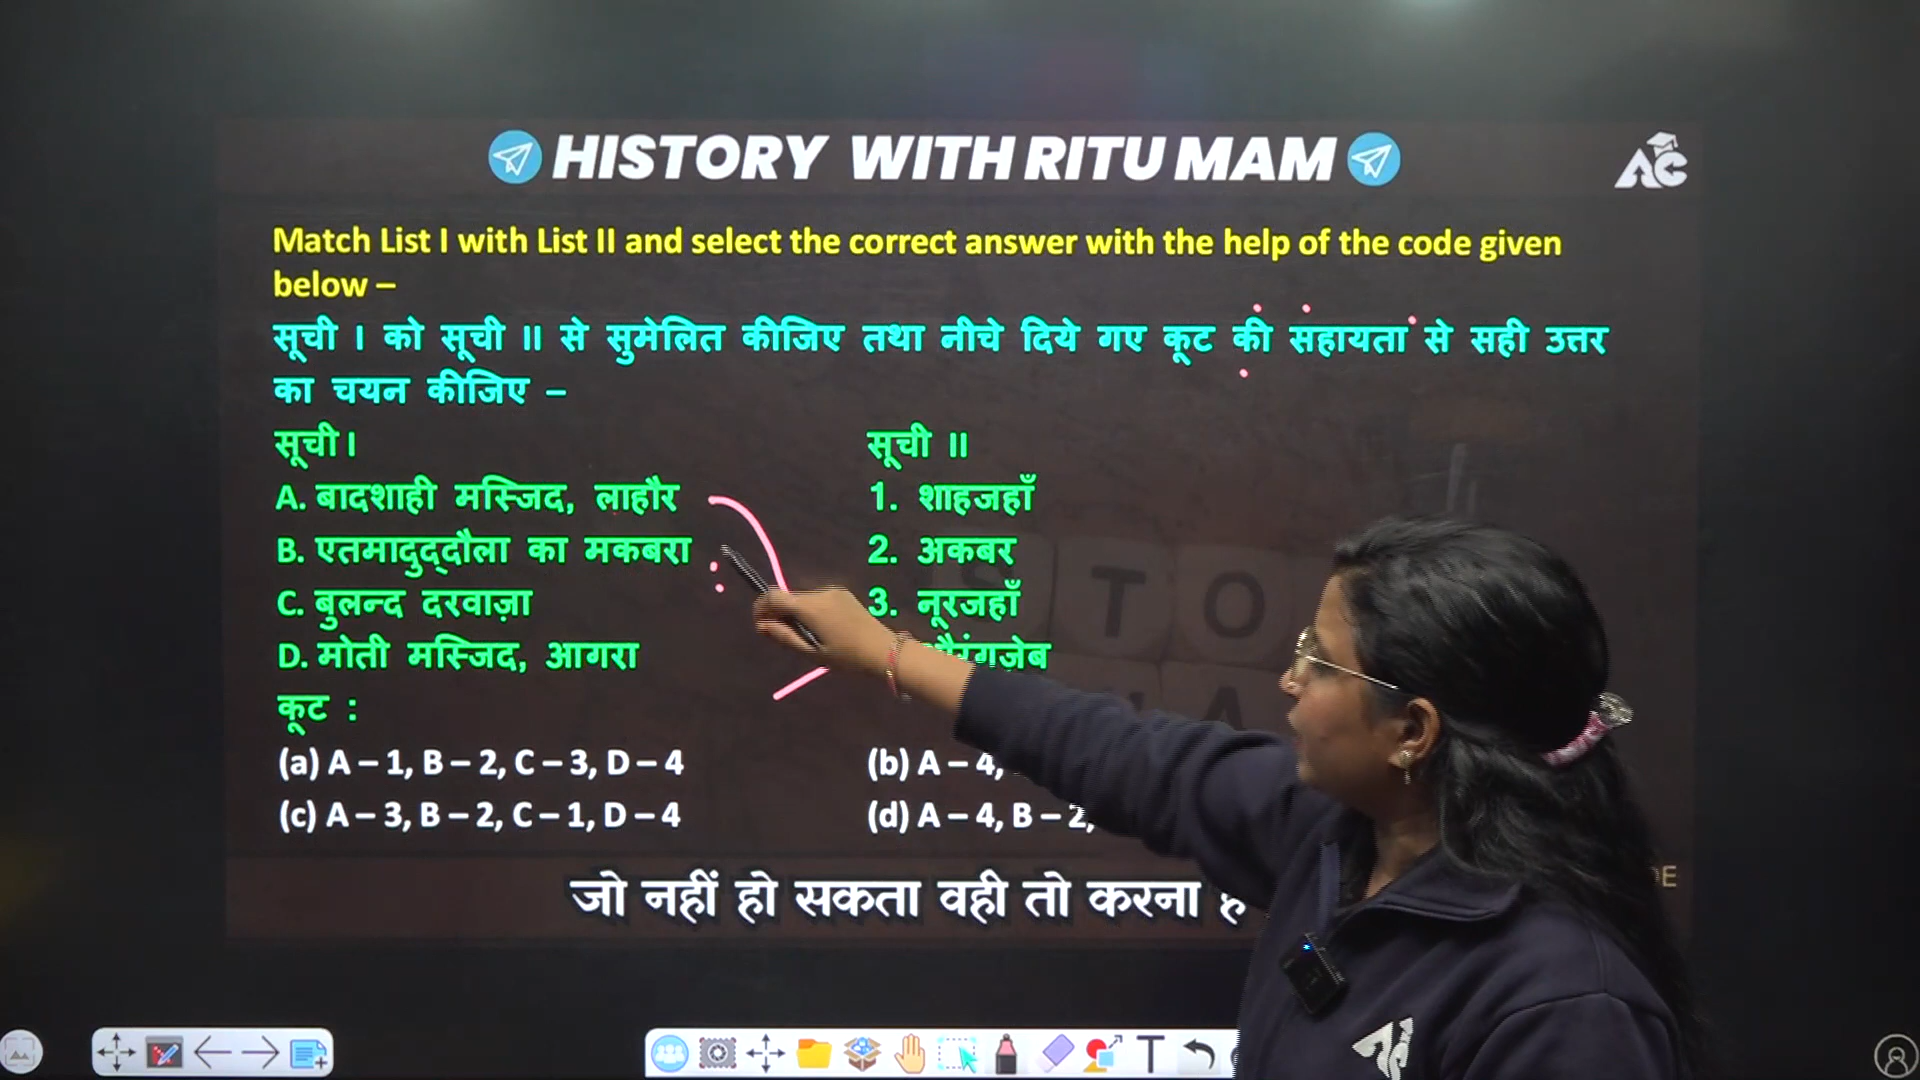 HISTORY WITH RITU MAM
AC
Match List I with List II and select the correct answer with the help of the code given
below –
सूची I को सूची II से सुमेलित कीजिए तथा नीचे दिये गए कूट की सहायता से सही उत्तर
का चयन कीजिए –
सूची I
सूची II
A. बादशाही मस्जिद, लाहौर
1. शाहजहाँ
B. एतमादुद्दौला का मकबरा
2. अकबर
C. बुलन्द दरवाज़ा
3. नूरजहाँ
D. मोती मस्जिद, आगरा
औरंगज़ेब
कूट :
(a) A – 1, B – 2, C – 3, D – 4
(b) A – 4,
(c) A – 3, B – 2, C – 1, D – 4
(d) A – 4, B – 2,
जो नहीं हो सकता वही तो करना है